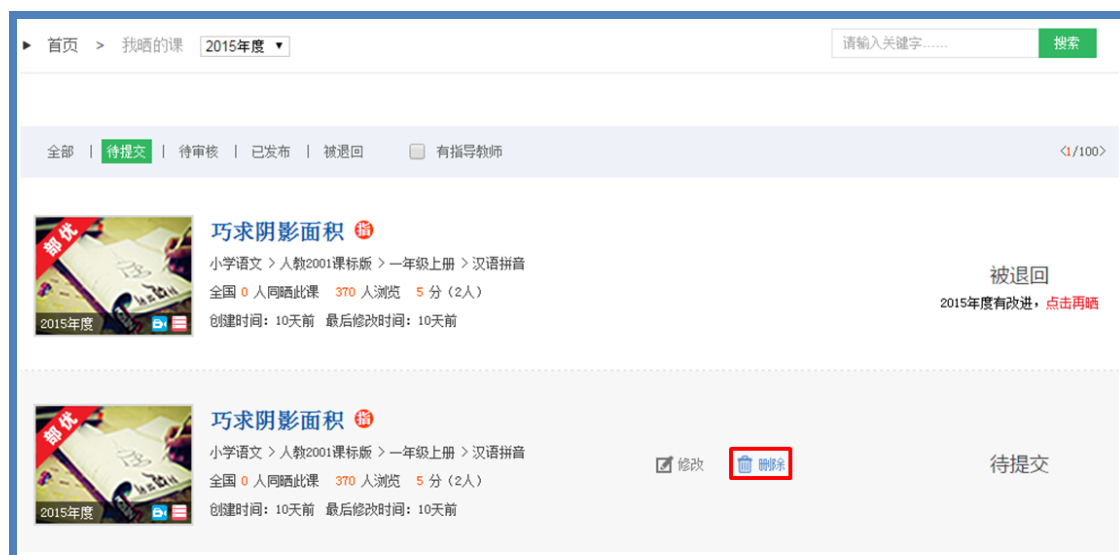 首页 > 我晒的课 2015年度 请输入关键字...... 搜索
全部 | 待提交 | 待审核 | 已发布 | 被退回 有指导教师 <1/100>
部优
2015年度
巧求阴影面积 指
小学语文 > 人教2001课标版 > 一年级上册 > 汉语拼音
全国 0 人同晒此课 370 人浏览 5 分 (2人)
创建时间: 10天前 最后修改时间: 10天前
被退回
2015年度有改进，点击再晒
部优
2015年度
巧求阴影面积 指
小学语文 > 人教2001课标版 > 一年级上册 > 汉语拼音
全国 0 人同晒此课 370 人浏览 5 分 (2人)
创建时间: 10天前 最后修改时间: 10天前
修改 删除
待提交